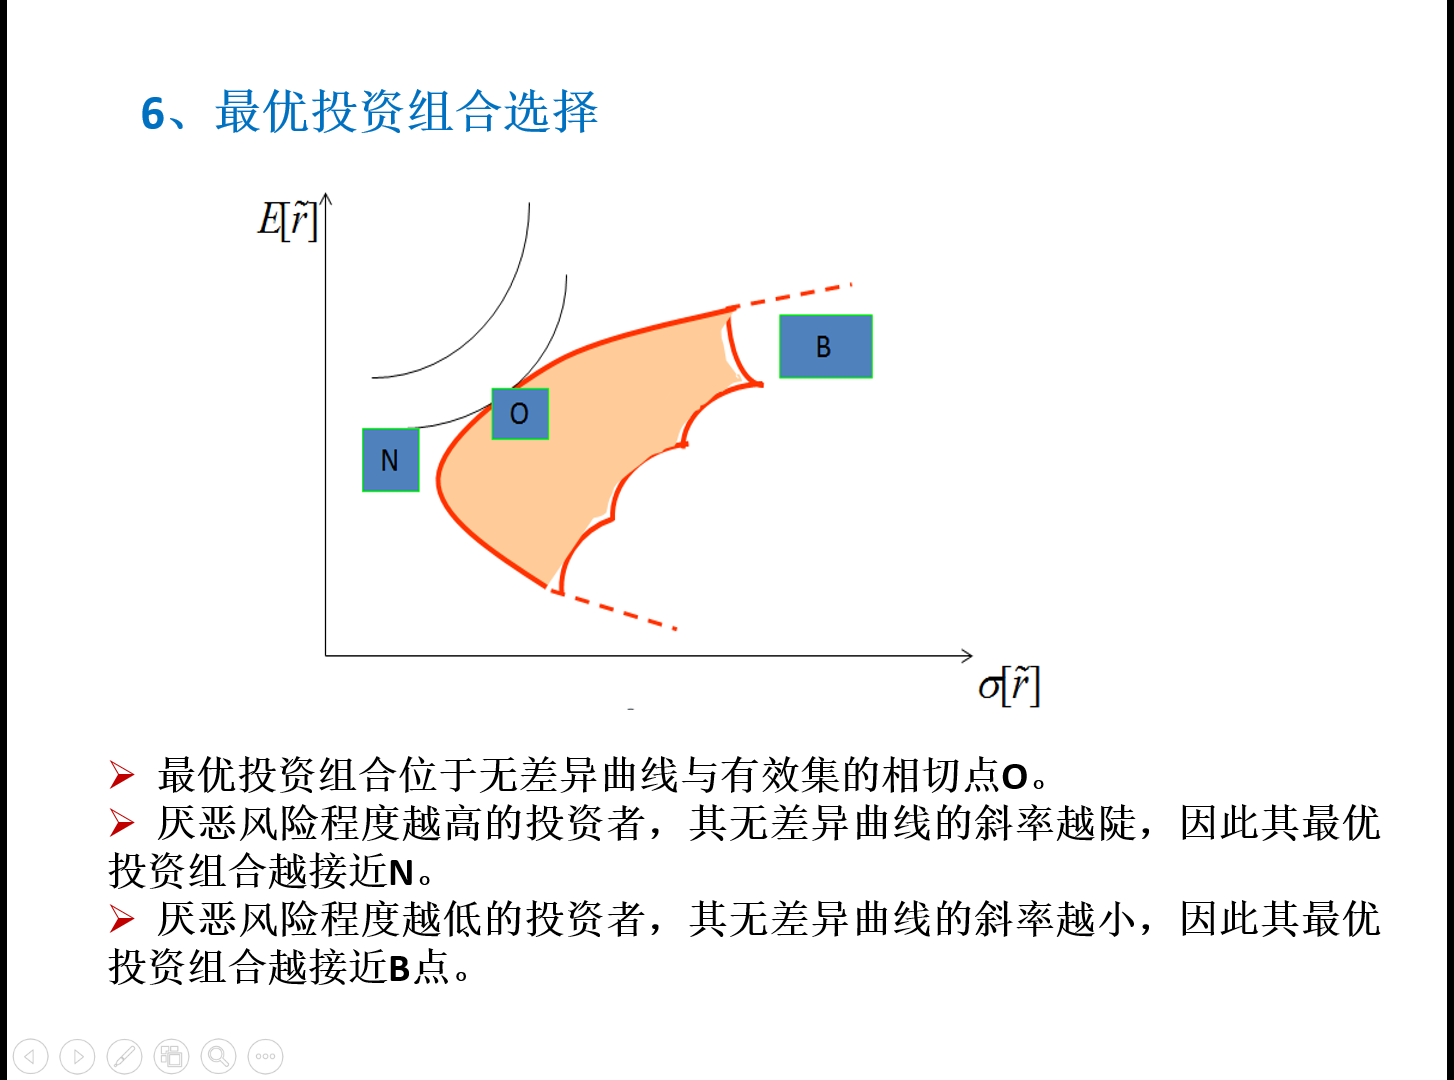 6、最优投资组合选择
E[r̃]
B
O
N
σ[r̃]
➢ 最优投资组合位于无差异曲线与有效集的相切点O。
➢ 厌恶风险程度越高的投资者，其无差异曲线的斜率越陡，因此其最优
投资组合越接近N。
➢ 厌恶风险程度越低的投资者，其无差异曲线的斜率越小，因此其最优
投资组合越接近B点。